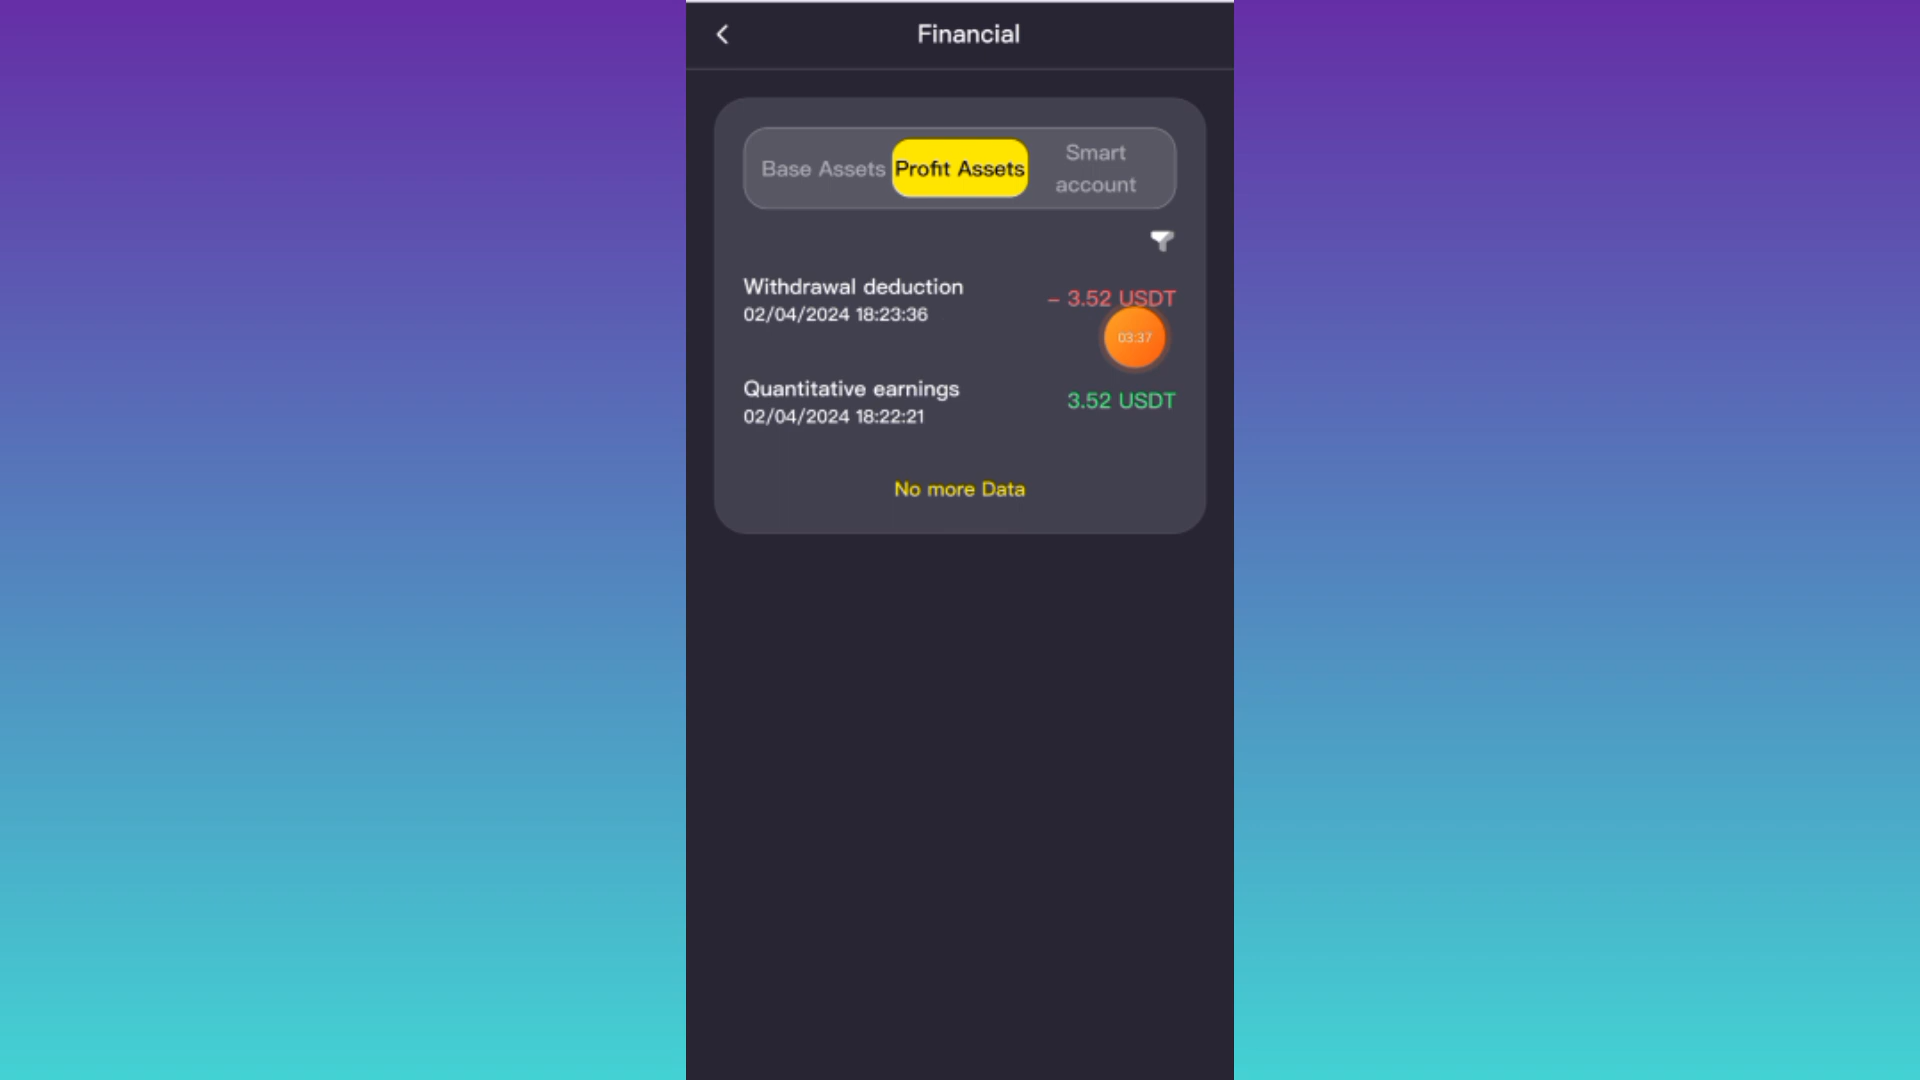 Financial
Base Assets
Profit Assets
Smart
account
Withdrawal deduction
02/04/2024 18:23:36
– 3.52 USDT
03:37
Quantitative earnings
02/04/2024 18:22:21
3.52 USDT
No more Data